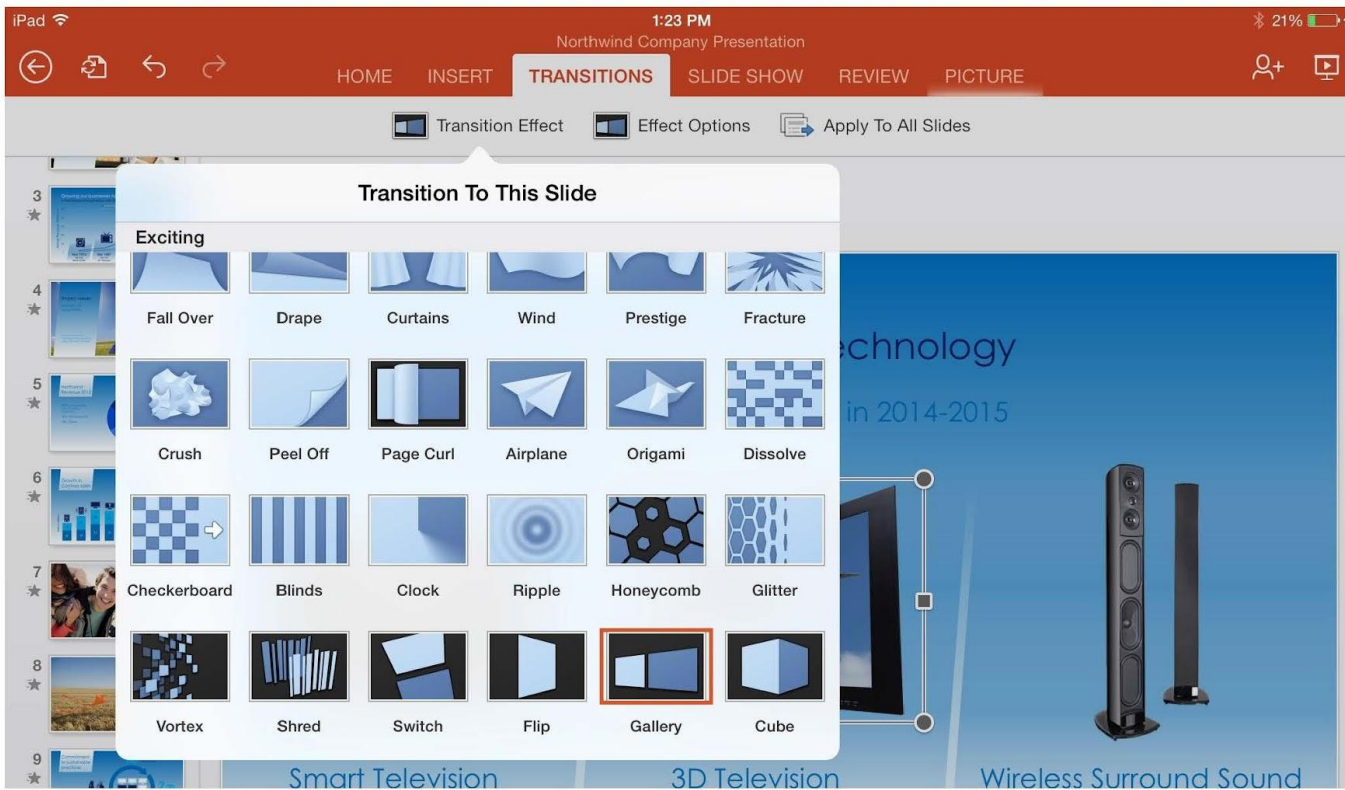 iPad 1:23 PM 21%
Northwind Company Presentation
HOME INSERT TRANSITIONS SLIDE SHOW REVIEW PICTURE
Transition Effect Effect Options Apply To All Slides
Transition To This Slide
Exciting
Fall Over Drape Curtains Wind Prestige Fracture
Crush Peel Off Page Curl Airplane Origami Dissolve
Checkerboard Blinds Clock Ripple Honeycomb Glitter
Vortex Shred Switch Flip Gallery Cube
3
4
5
6
7
8
9
echnology
in 2014-2015
Smart Television 3D Television Wireless Surround Sound